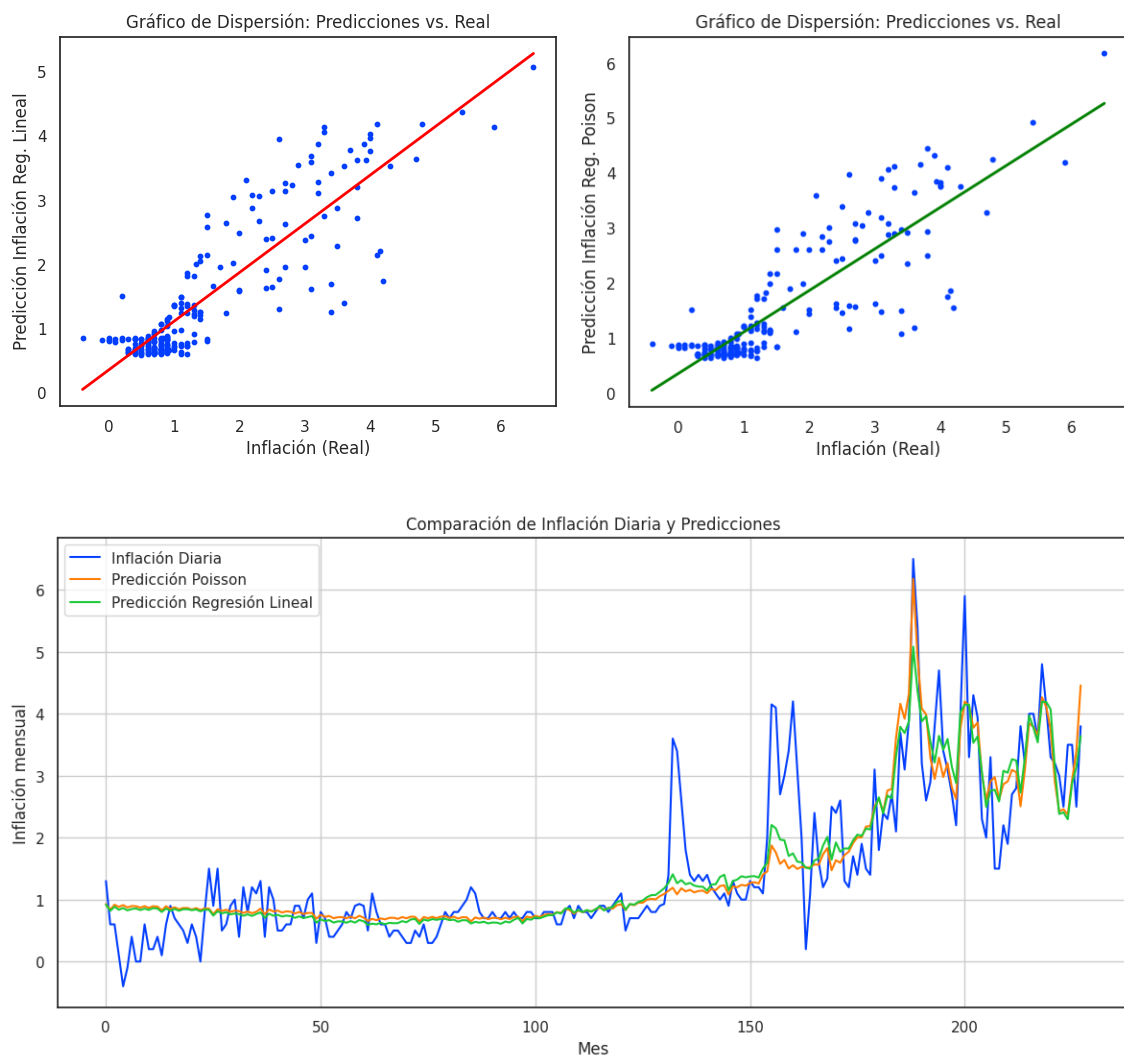 Gráfico de Dispersión: Predicciones vs. Real
Predicción Inflación Reg. Lineal
5
4
3
2
1
0
0 1 2 3 4 5 6
Inflación (Real)
Gráfico de Dispersión: Predicciones vs. Real
Predicción Inflación Reg. Poison
6
5
4
3
2
1
0
0 1 2 3 4 5 6
Inflación (Real)
Comparación de Inflación Diaria y Predicciones
Inflación Diaria
Predicción Poisson
Predicción Regresión Lineal
Inflación mensual
6
5
4
3
2
1
0
0 50 100 150 200
Mes